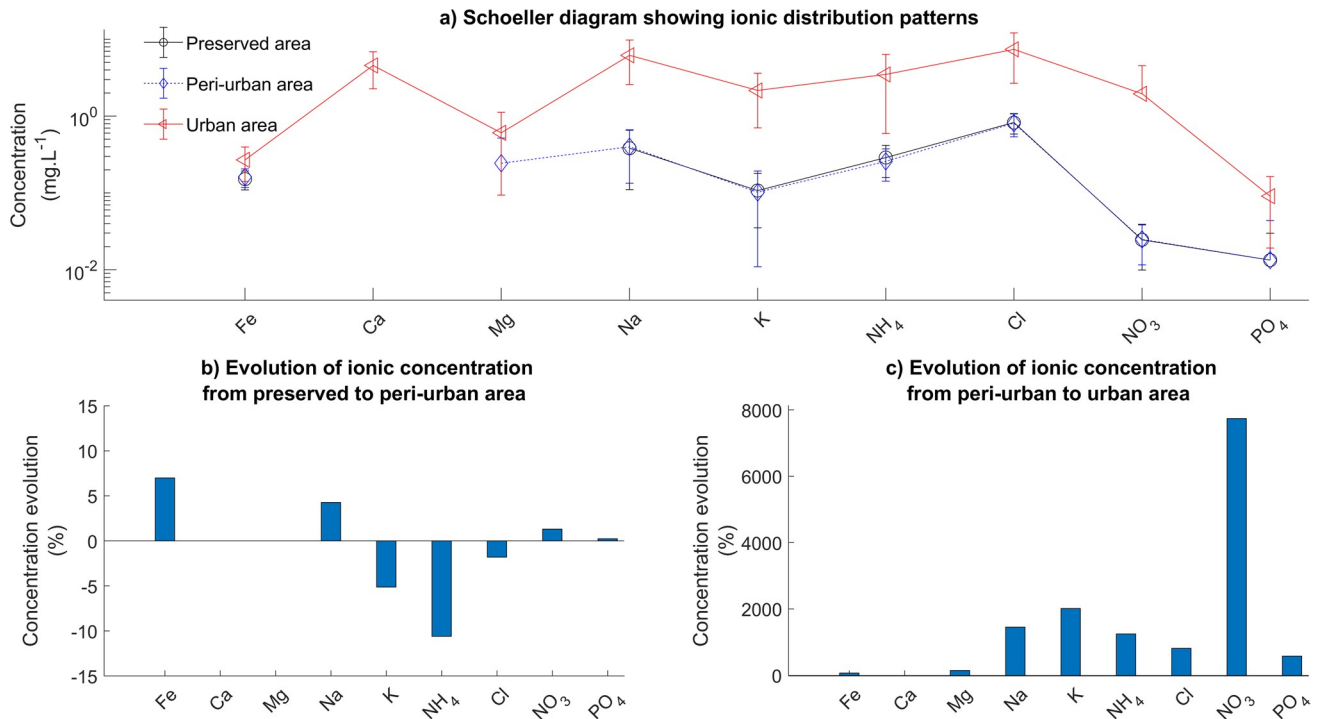 a) Schoeller diagram showing ionic distribution patterns
Preserved area
Peri-urban area
Urban area
Concentration
(mg.L⁻¹)
10⁰
10⁻²
Fe Ca Mg Na K NH₄ Cl NO₃ PO₄
b) Evolution of ionic concentration
from preserved to peri-urban area
Concentration evolution
(%)
15
10
5
0
-5
-10
-15
Fe Ca Mg Na K NH₄ Cl NO₃ PO₄
c) Evolution of ionic concentration
from peri-urban to urban area
Concentration evolution
(%)
8000
6000
4000
2000
0
Fe Ca Mg Na K NH₄ Cl NO₃ PO₄